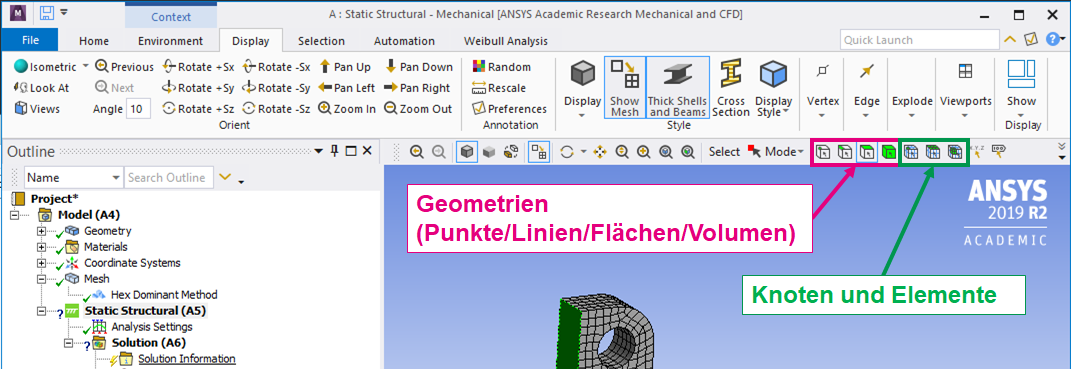 M
Context
A : Static Structural - Mechanical [ANSYS Academic Research Mechanical and CFD]
File
Home
Environment
Display
Selection
Automation
Weibull Analysis
Quick Launch
Isometric
Previous
Rotate +Sx
Rotate -Sx
Pan Up
Pan Down
Look At
Next
Rotate +Sy
Rotate -Sy
Pan Left
Pan Right
Views
Angle 10
Rotate +Sz
Rotate -Sz
Zoom In
Zoom Out
Orient
Random
Rescale
Preferences
Annotation
Display
Show
Mesh
Thick Shells
and Beams
Cross
Section
Display
Style
Style
Vertex
Edge
Explode
Viewports
Show
Display
Outline
Select
Mode
Name
Search Outline
Project*
Model (A4)
Geometry
Materials
Coordinate Systems
Mesh
Hex Dominant Method
Static Structural (A5)
Analysis Settings
Solution (A6)
Solution Information
Geometrien
(Punkte/Linien/Flächen/Volumen)
Knoten und Elemente
ANSYS
2019 R2
ACADEMIC